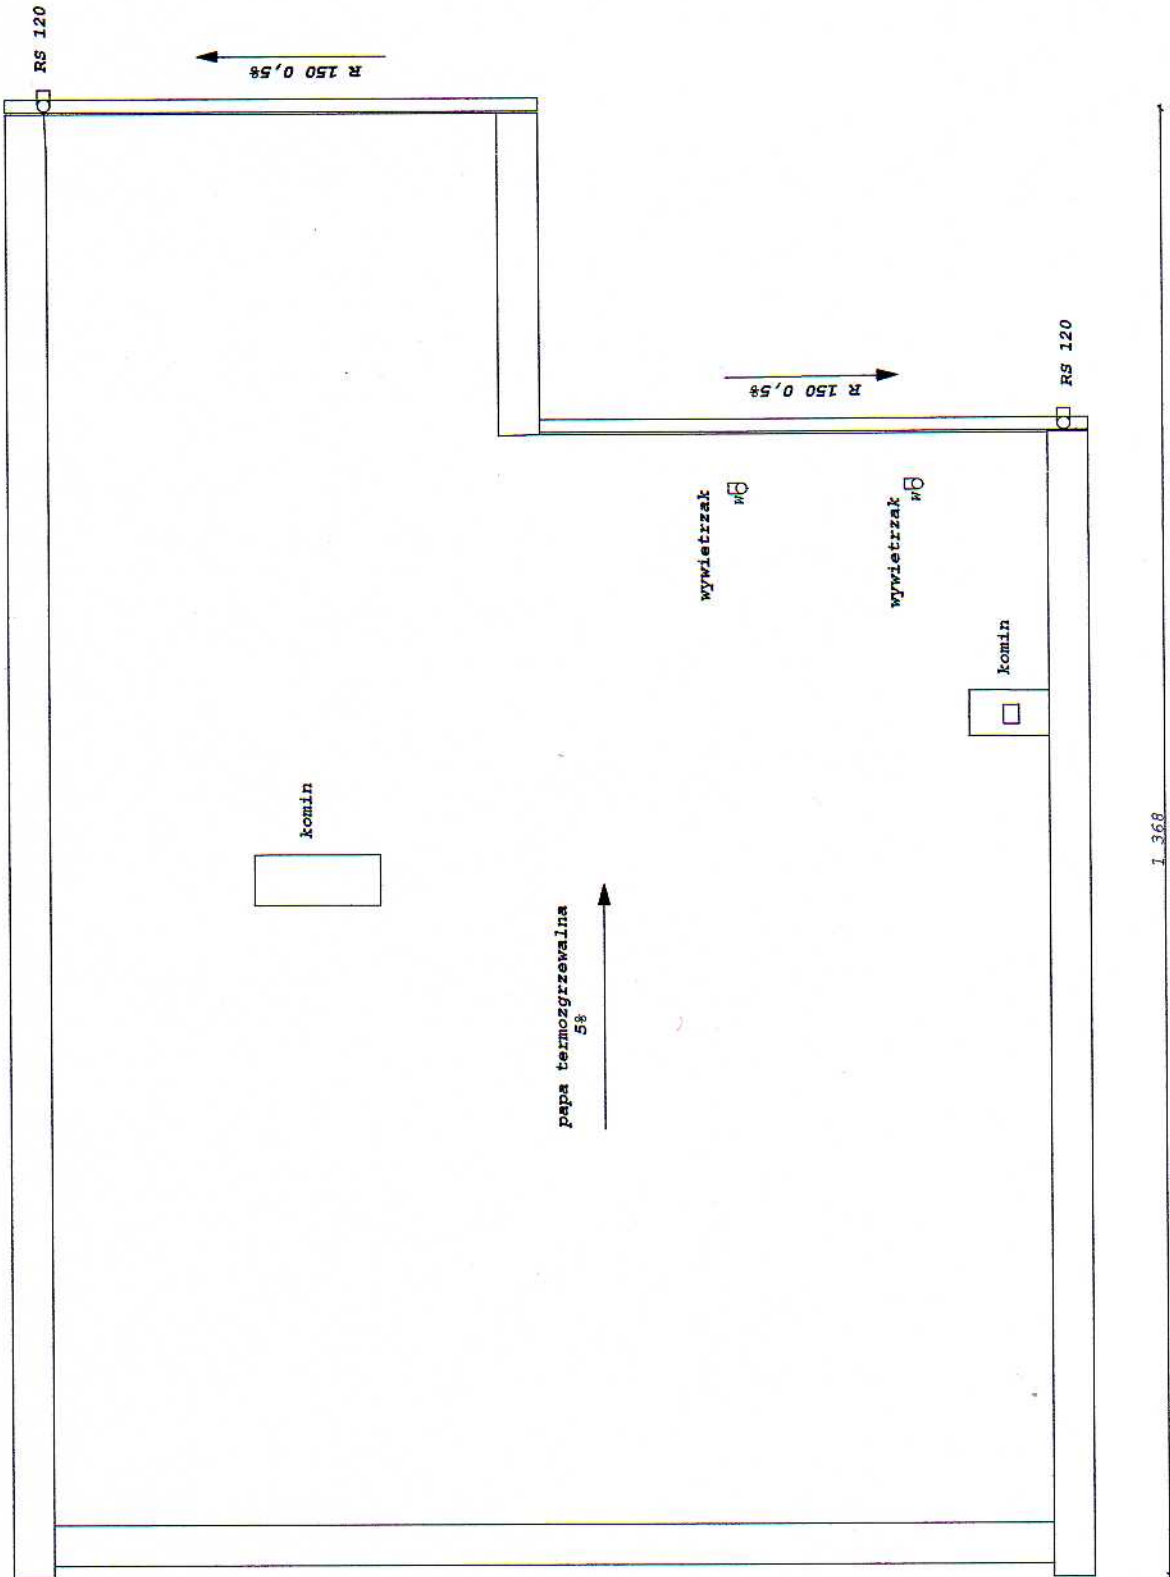 RS 120
R 150 0,5%
RS 120
R 150 0,5%
wywietrzak
w
wywietrzak
w
komin
komin
papa termozgrzewalna
5%
1 368